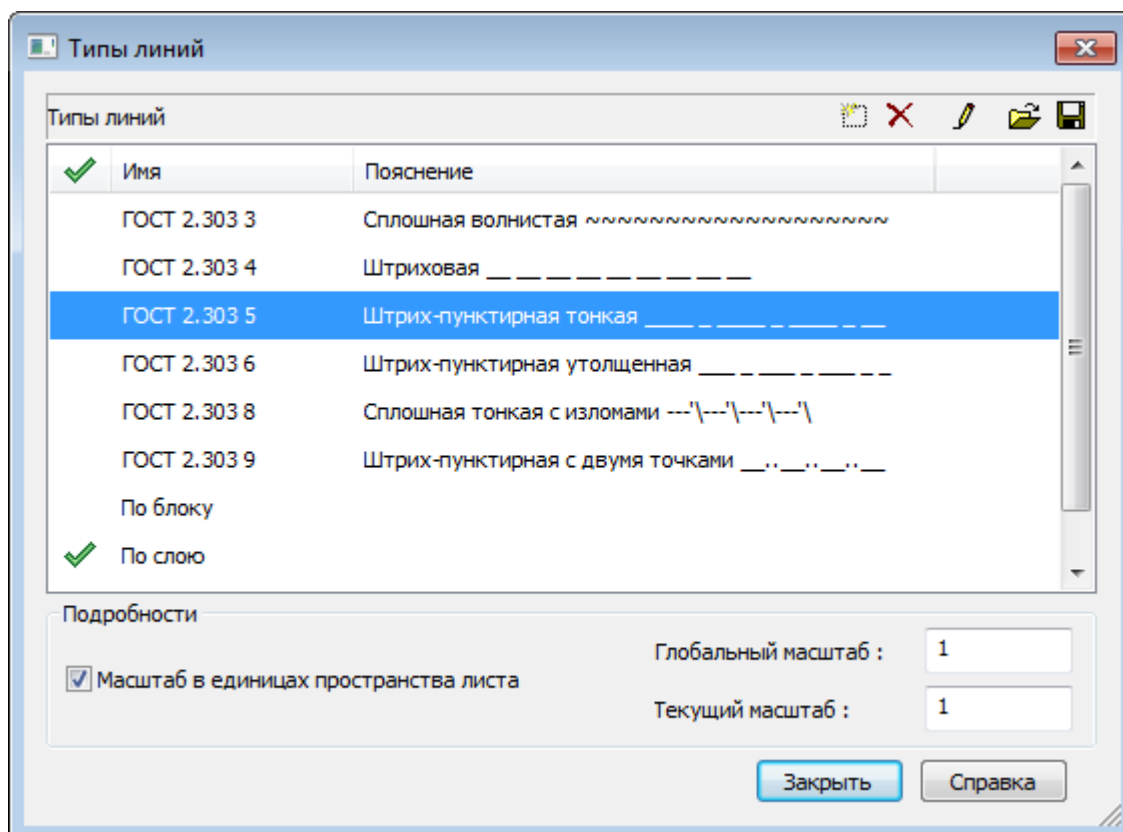 Типы линий
Типы линий
Имя Пояснение
ГОСТ 2.303 3 Сплошная волнистая ~~~~~~~~~~~~~~~~~~~
ГОСТ 2.303 4 Штриховая __ __ __ __ __ __ __ __ __
ГОСТ 2.303 5 Штрих-пунктирная тонкая ____ _ ____ _ ____ _ __
ГОСТ 2.303 6 Штрих-пунктирная утолщенная ___ _ ___ _ ___ _ _
ГОСТ 2.303 8 Сплошная тонкая с изломами ---'\---'\---'\---'\
ГОСТ 2.303 9 Штрих-пунктирная с двумя точками __..__..__..__
По блоку
По слою
Подробности
Масштаб в единицах пространства листа
Глобальный масштаб : 1
Текущий масштаб : 1
Закрыть Справка